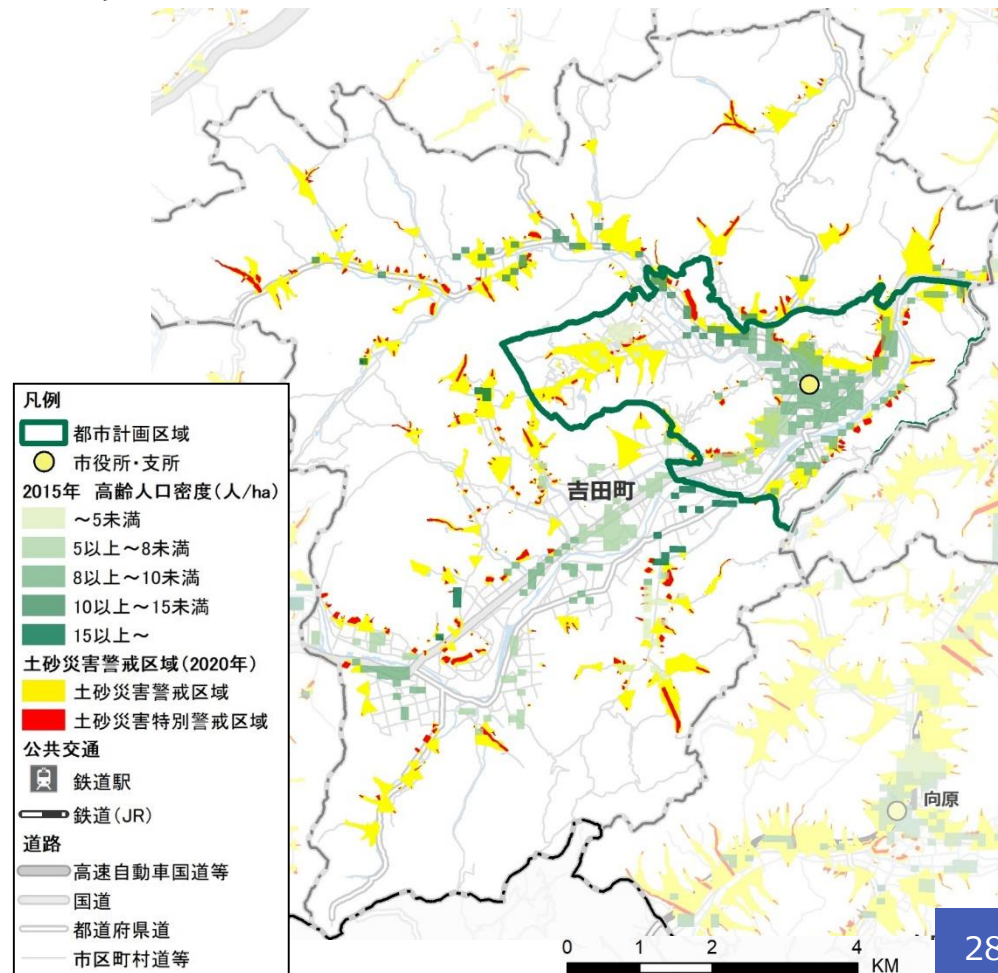 吉田町
向原
凡例
都市計画区域
市役所・支所
2015年 高齢人口密度(人/ha)
~5未満
5以上~8未満
8以上~10未満
10以上~15未満
15以上~
土砂災害警戒区域(2020年)
土砂災害警戒区域
土砂災害特別警戒区域
公共交通
鉄道駅
鉄道(JR)
道路
高速自動車国道等
国道
都道府県道
市区町村道等
0 1 2 4
KM
28